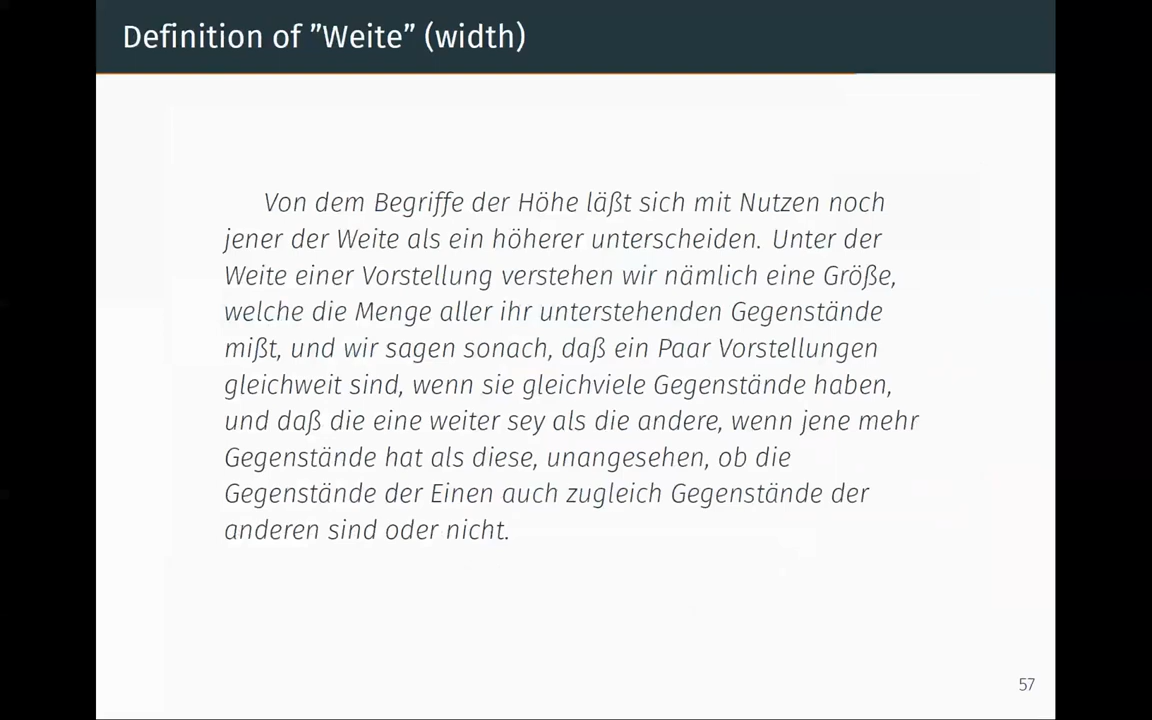 Definition of ”Weite” (width)
Von dem Begriffe der Höhe läßt sich mit Nutzen noch
jener der Weite als ein höherer unterscheiden. Unter der
Weite einer Vorstellung verstehen wir nämlich eine Größe,
welche die Menge aller ihr unterstehenden Gegenstände
mißt, und wir sagen sonach, daß ein Paar Vorstellungen
gleichweit sind, wenn sie gleichviele Gegenstände haben,
und daß die eine weiter sey als die andere, wenn jene mehr
Gegenstände hat als diese, unangesehen, ob die
Gegenstände der Einen auch zugleich Gegenstände der
anderen sind oder nicht.
57